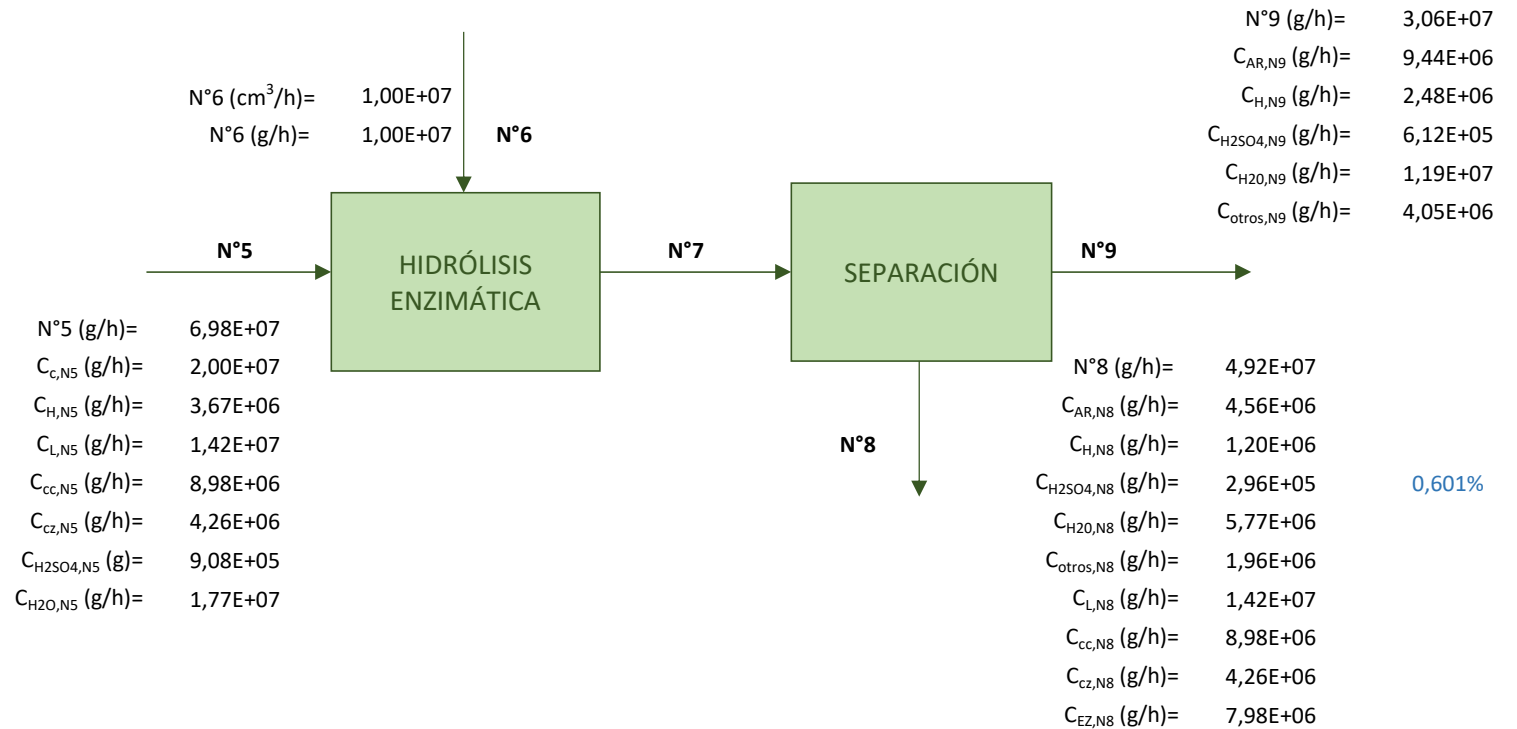 N°9 (g/h)= 3,06E+07
C_AR,N9 (g/h)= 9,44E+06
C_H,N9 (g/h)= 2,48E+06
C_H2SO4,N9 (g/h)= 6,12E+05
C_H20,N9 (g/h)= 1,19E+07
C_otros,N9 (g/h)= 4,05E+06
N°6 (cm³/h)= 1,00E+07
N°6 (g/h)= 1,00E+07
N°6
N°5
HIDRÓLISIS
ENZIMÁTICA
N°7
SEPARACIÓN
N°9
N°5 (g/h)= 6,98E+07
C_c,N5 (g/h)= 2,00E+07
C_H,N5 (g/h)= 3,67E+06
C_L,N5 (g/h)= 1,42E+07
C_cc,N5 (g/h)= 8,98E+06
C_cz,N5 (g/h)= 4,26E+06
C_H2SO4,N5 (g)= 9,08E+05
C_H2O,N5 (g/h)= 1,77E+07
N°8
N°8 (g/h)= 4,92E+07
C_AR,N8 (g/h)= 4,56E+06
C_H,N8 (g/h)= 1,20E+06
C_H2SO4,N8 (g/h)= 2,96E+05 0,601%
C_H20,N8 (g/h)= 5,77E+06
C_otros,N8 (g/h)= 1,96E+06
C_L,N8 (g/h)= 1,42E+07
C_cc,N8 (g/h)= 8,98E+06
C_cz,N8 (g/h)= 4,26E+06
C_EZ,N8 (g/h)= 7,98E+06